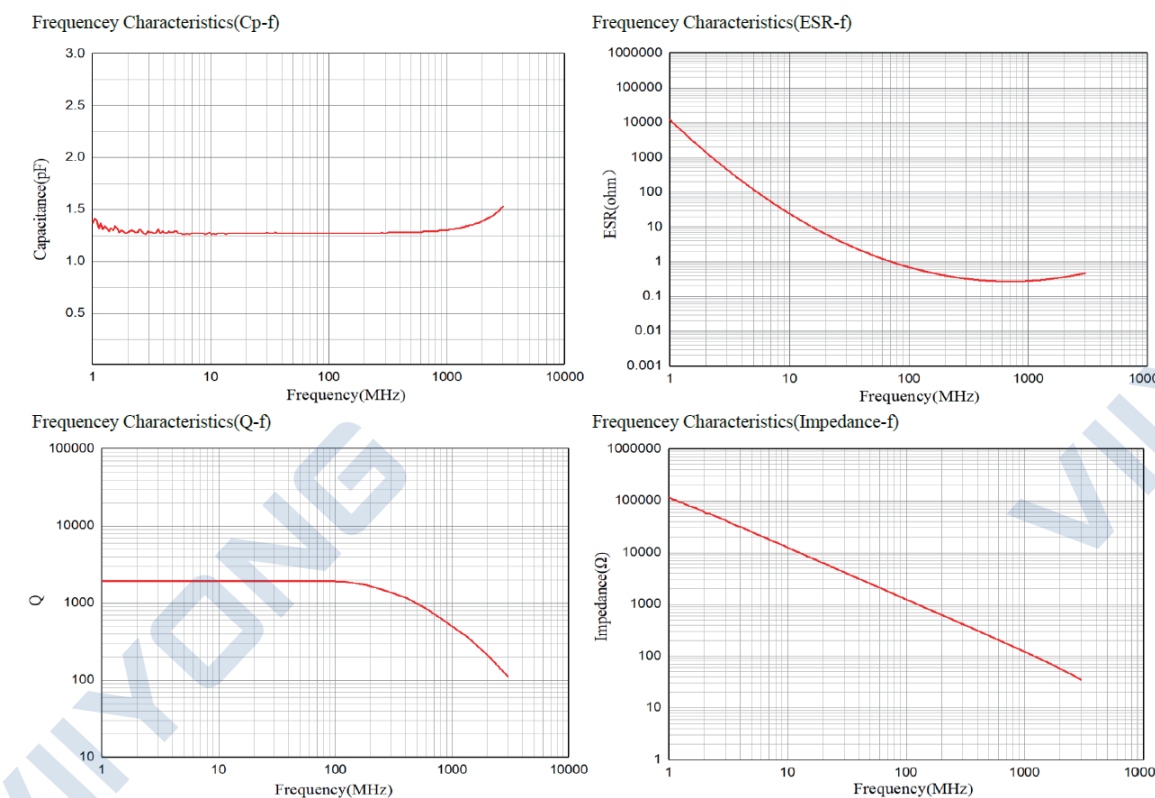 Frequencey Characteristics(Cp-f)
3.0
2.5
2.0
1.5
1.0
0.5
Capacitance(pF)
1 10 100 1000 10000
Frequency(MHz)
Frequencey Characteristics(ESR-f)
1000000
100000
10000
1000
100
10
1
0.1
0.01
0.001
ESR(ohm)
1 10 100 1000 1000
Frequency(MHz)
Frequencey Characteristics(Q-f)
100000
10000
1000
100
10
Q
1 10 100 1000 10000
Frequency(MHz)
Frequencey Characteristics(Impedance-f)
1000000
100000
10000
1000
100
10
1
Impedance(Ω)
1 10 100 1000 1000
Frequency(MHz)
VIIYONG
VII